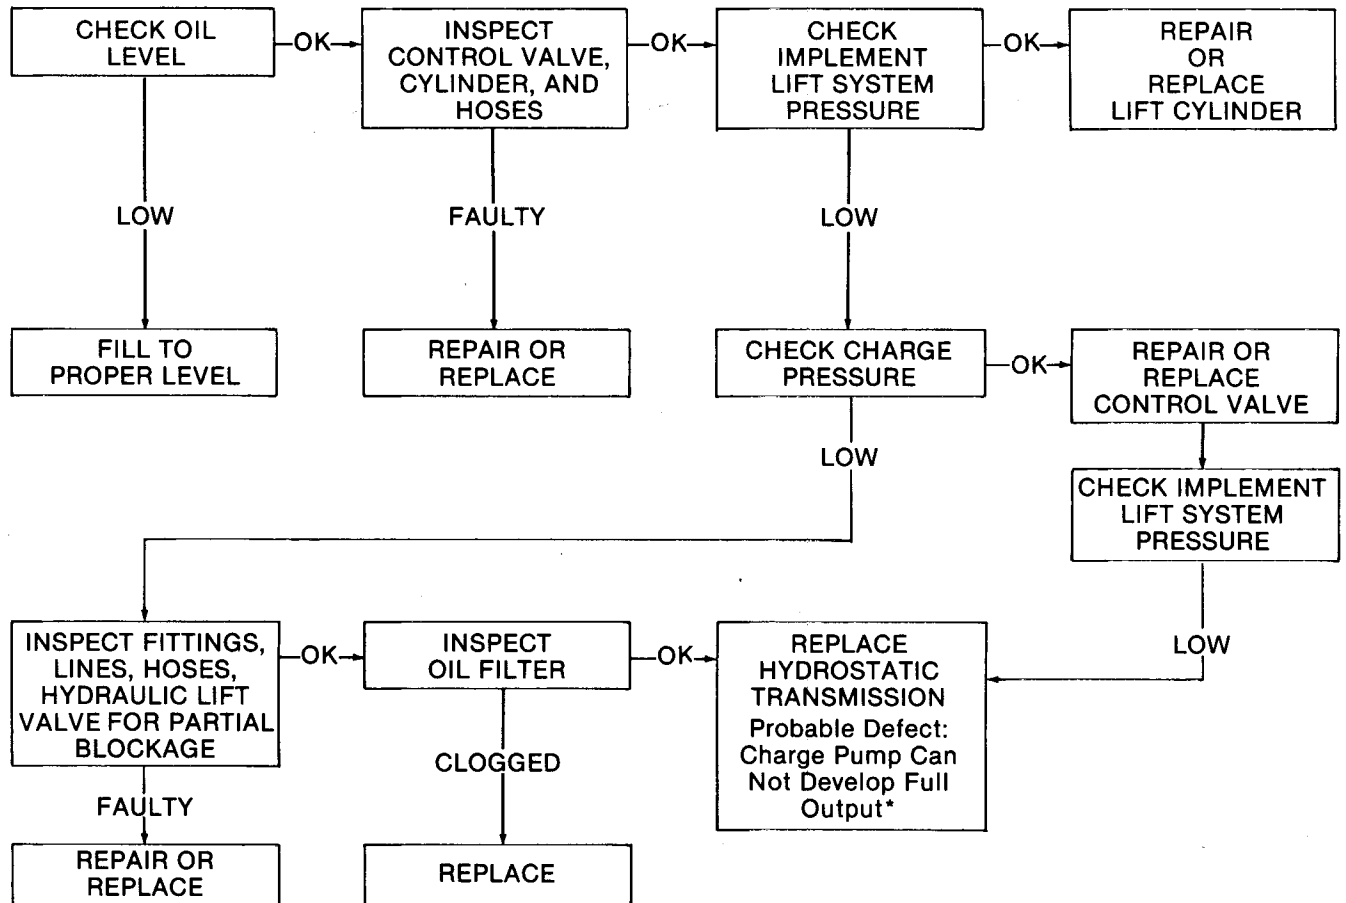 CHECK OIL
LEVEL
OK
INSPECT
CONTROL VALVE,
CYLINDER, AND
HOSES
OK
CHECK
IMPLEMENT
LIFT SYSTEM
PRESSURE
OK
REPAIR
OR
REPLACE
LIFT CYLINDER
LOW
FAULTY
LOW
FILL TO
PROPER LEVEL
REPAIR OR
REPLACE
CHECK CHARGE
PRESSURE
OK
REPAIR OR
REPLACE
CONTROL VALVE
LOW
CHECK IMPLEMENT
LIFT SYSTEM
PRESSURE
LOW
INSPECT FITTINGS,
LINES, HOSES,
HYDRAULIC LIFT
VALVE FOR PARTIAL
BLOCKAGE
OK
INSPECT
OIL FILTER
OK
REPLACE
HYDROSTATIC
TRANSMISSION
Probable Defect:
Charge Pump Can
Not Develop Full
Output*
FAULTY
CLOGGED
REPAIR OR
REPLACE
REPLACE